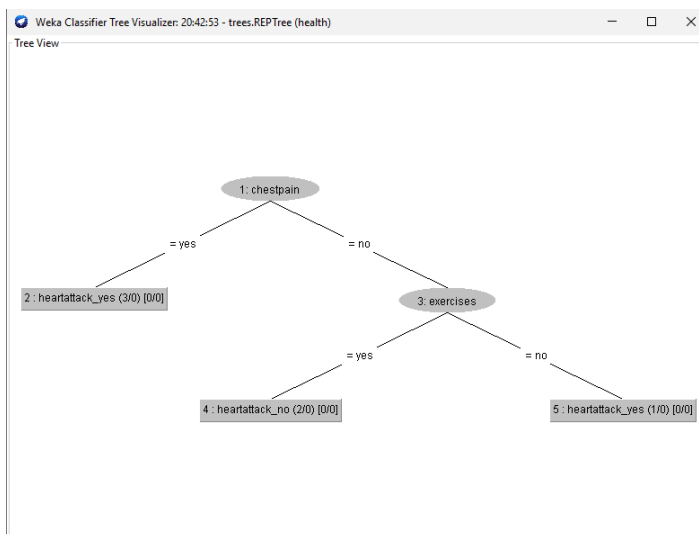 Weka Classifier Tree Visualizer: 20:42:53 - trees.REPTree (health)
Tree View
1: chestpain
= yes
= no
2 : heartattack_yes (3/0) [0/0]
3: exercises
= yes
= no
4 : heartattack_no (2/0) [0/0]
5 : heartattack_yes (1/0) [0/0]